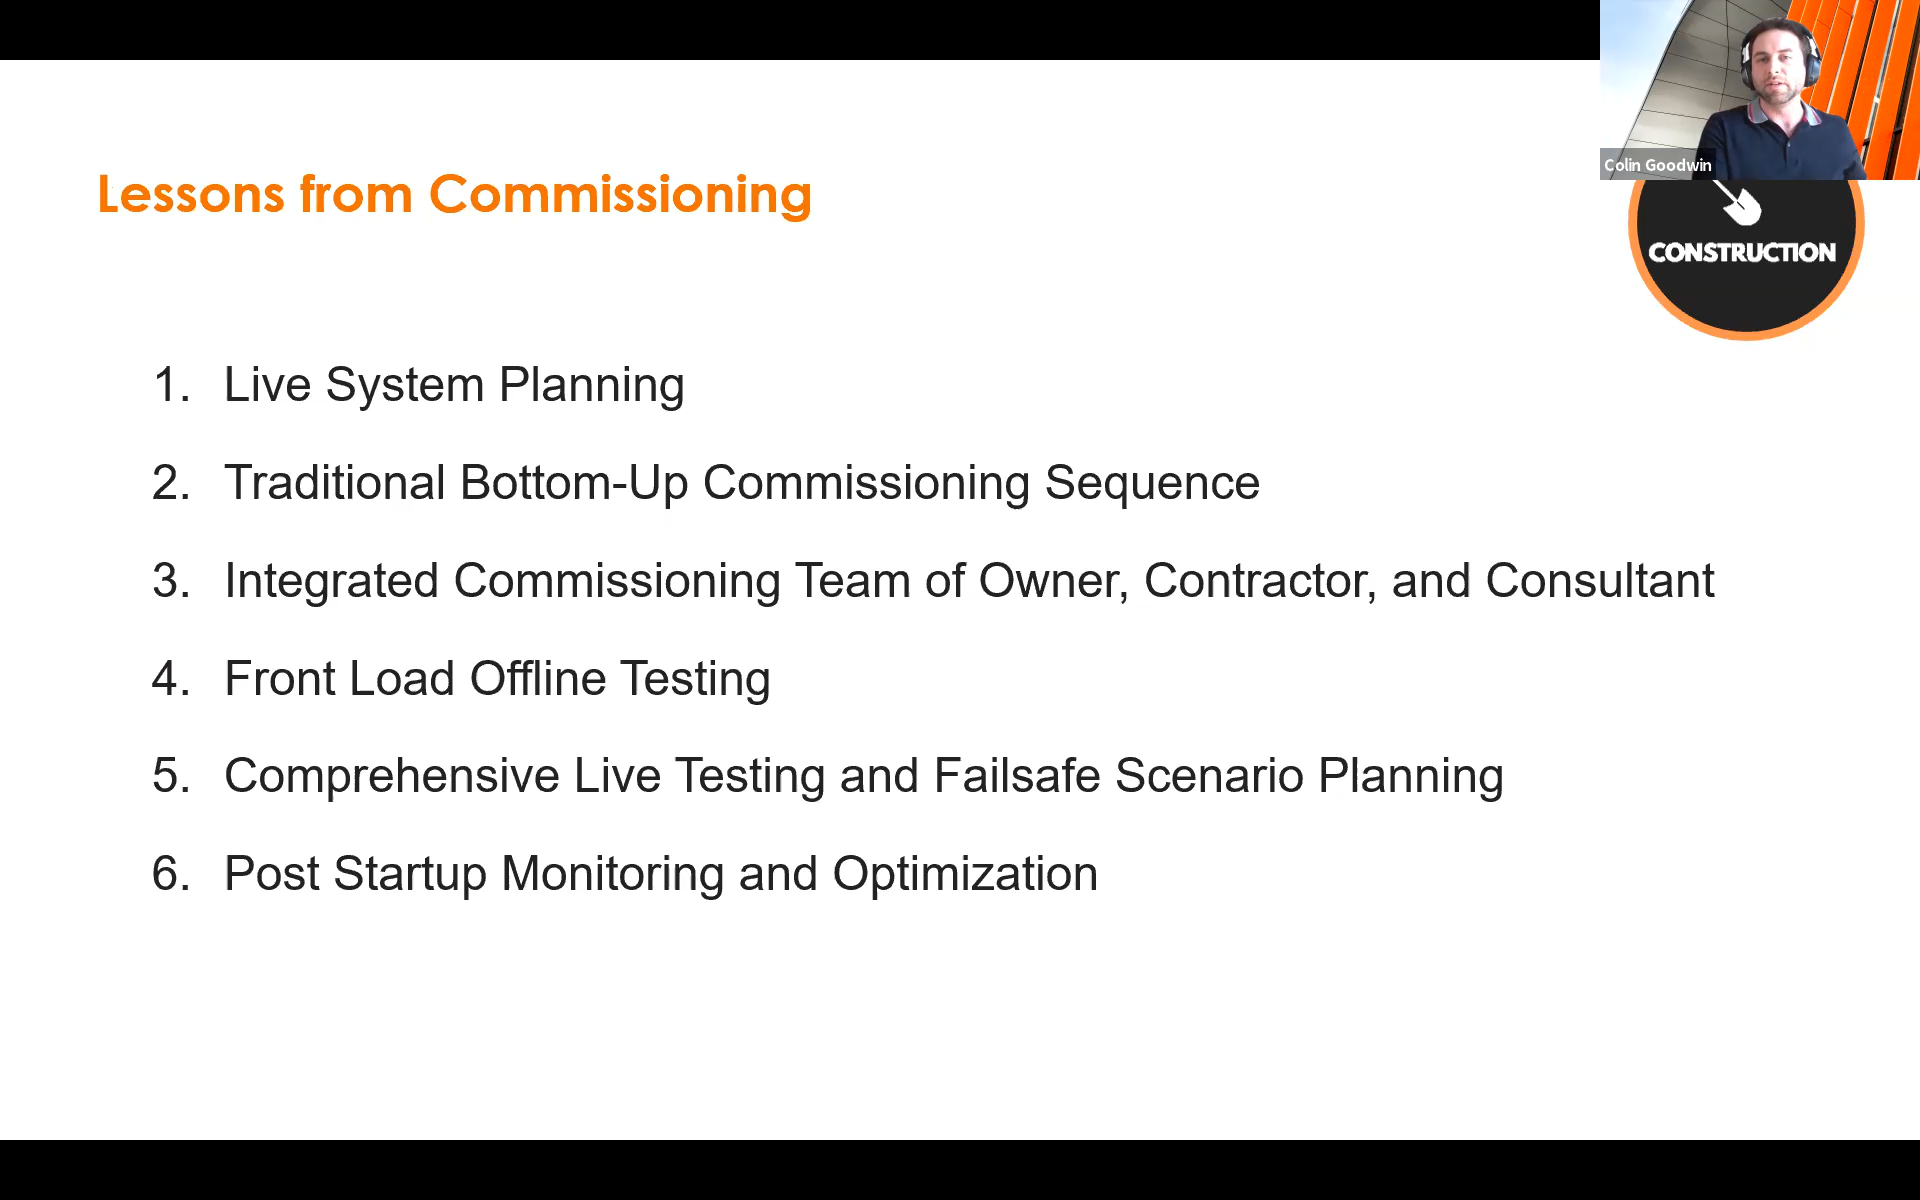 Colin Goodwin
Lessons from Commissioning
CONSTRUCTION
1. Live System Planning
2. Traditional Bottom-Up Commissioning Sequence
3. Integrated Commissioning Team of Owner, Contractor, and Consultant
4. Front Load Offline Testing
5. Comprehensive Live Testing and Failsafe Scenario Planning
6. Post Startup Monitoring and Optimization